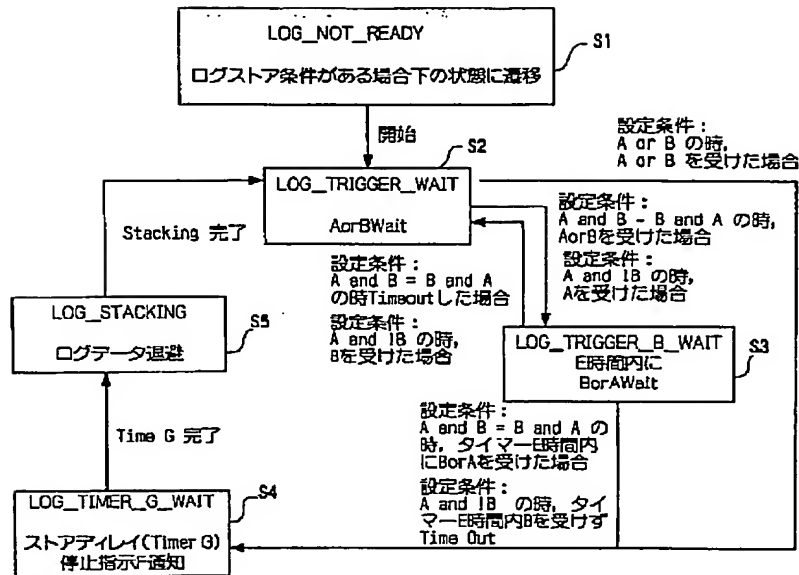 LOG_NOT_READY
ログストア条件がある場合下の状態に遷移
S1
開始
S2
設定条件：
A or B の時，
A or B を受けた場合
LOG_TRIGGER_WAIT
AorBWait
設定条件：
A and B - B and A の時，
AorBを受けた場合
設定条件：
A and !B の時，
Aを受けた場合
Stacking 完了
設定条件：
A and B = B and A
の時Timeoutした場合
設定条件：
A and !B の時，
Bを受けた場合
LOG_STACKING
ログデータ退避
S5
LOG_TRIGGER_B_WAIT
E時間内に
BorAWait
S3
Time G 完了
設定条件：
A and B = B and A の
時，タイマーE時間内
にBorAを受けた場合
設定条件：
A and !B の時，タイ
マーE時間内Bを受けず
Time Out
LOG_TIMER_G_WAIT
ストアディレイ(Timer G)
停止指示F通知
S4